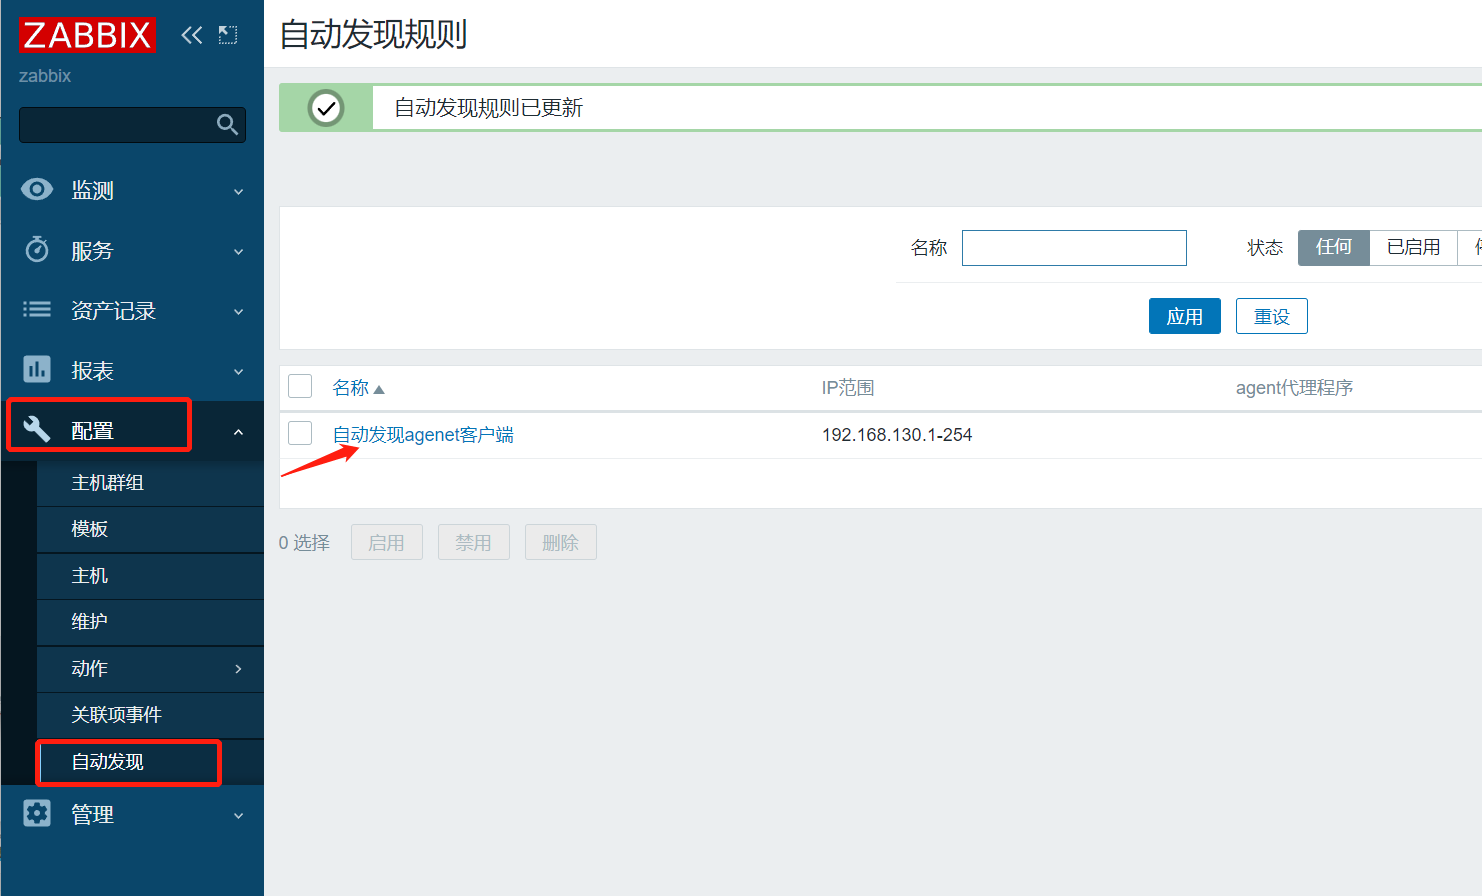 ZABBIX
zabbix
监测
服务
资产记录
报表
配置
主机群组
模板
主机
维护
动作
关联项事件
自动发现
管理
自动发现规则
自动发现规则已更新
名称
状态 任何 已启用
应用 重设
名称 IP范围 agent代理程序
自动发现agenet客户端 192.168.130.1-254
0 选择 启用 禁用 删除